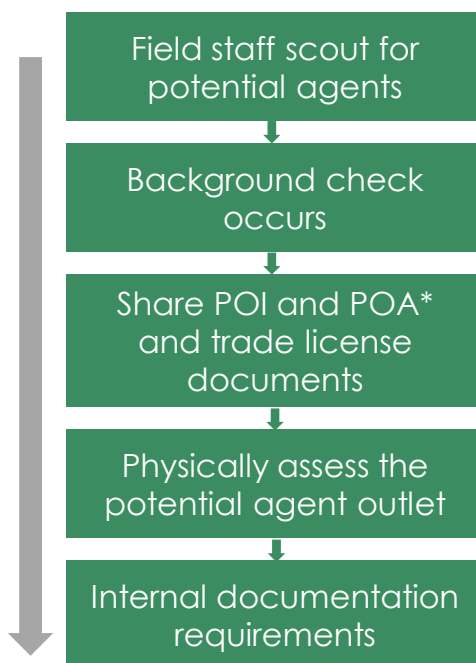 Field staff scout for
potential agents
Background check
occurs
Share POI and POA*
and trade license
documents
Physically assess the
potential agent outlet
Internal documentation
requirements